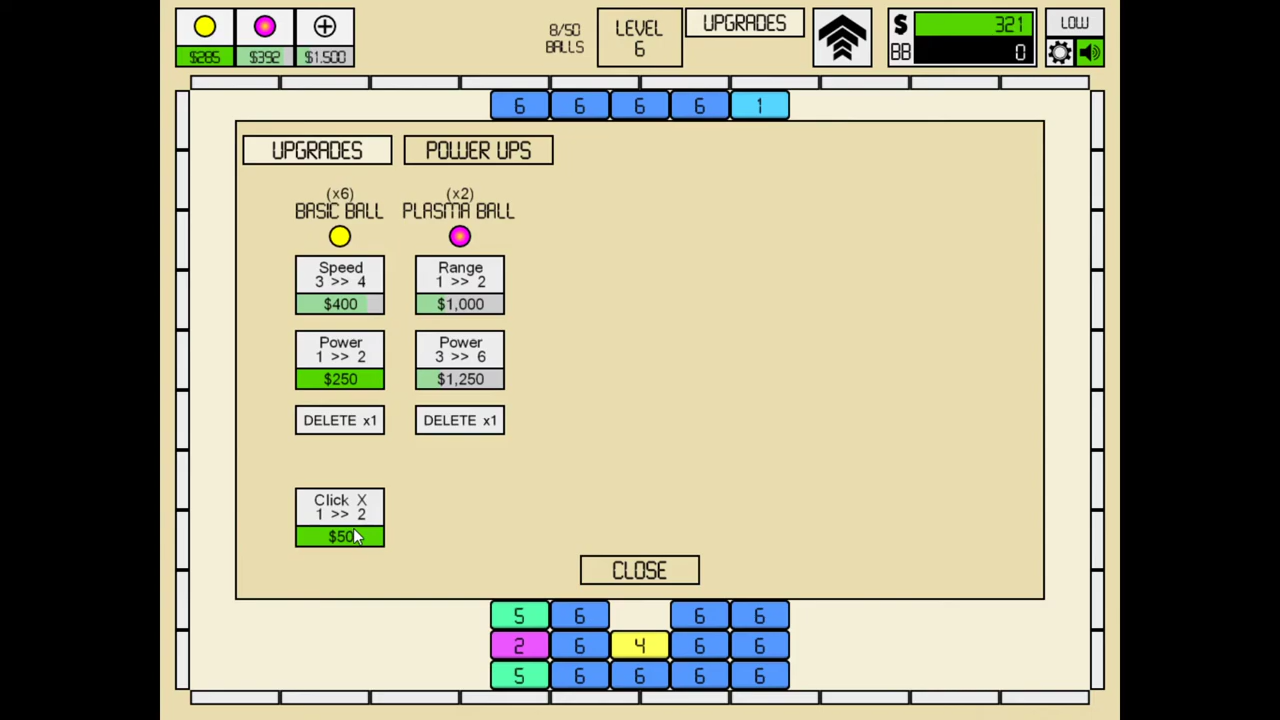 8/50
BALLS
LEVEL
6
UPGRADES
$ 321
BB 0
LOW
$285
$392
$1.500
6 6 6 6 1
UPGRADES
POWER UPS
(x6)
BASIC BALL
(x2)
PLASMA BALL
Speed
3 >> 4
$400
Range
1 >> 2
$1,000
Power
1 >> 2
$250
Power
3 >> 6
$1,250
DELETE x1
DELETE x1
Click X
1 >> 2
$50
CLOSE
5 6 6 6
2 6 4 6 6
5 6 6 6 6